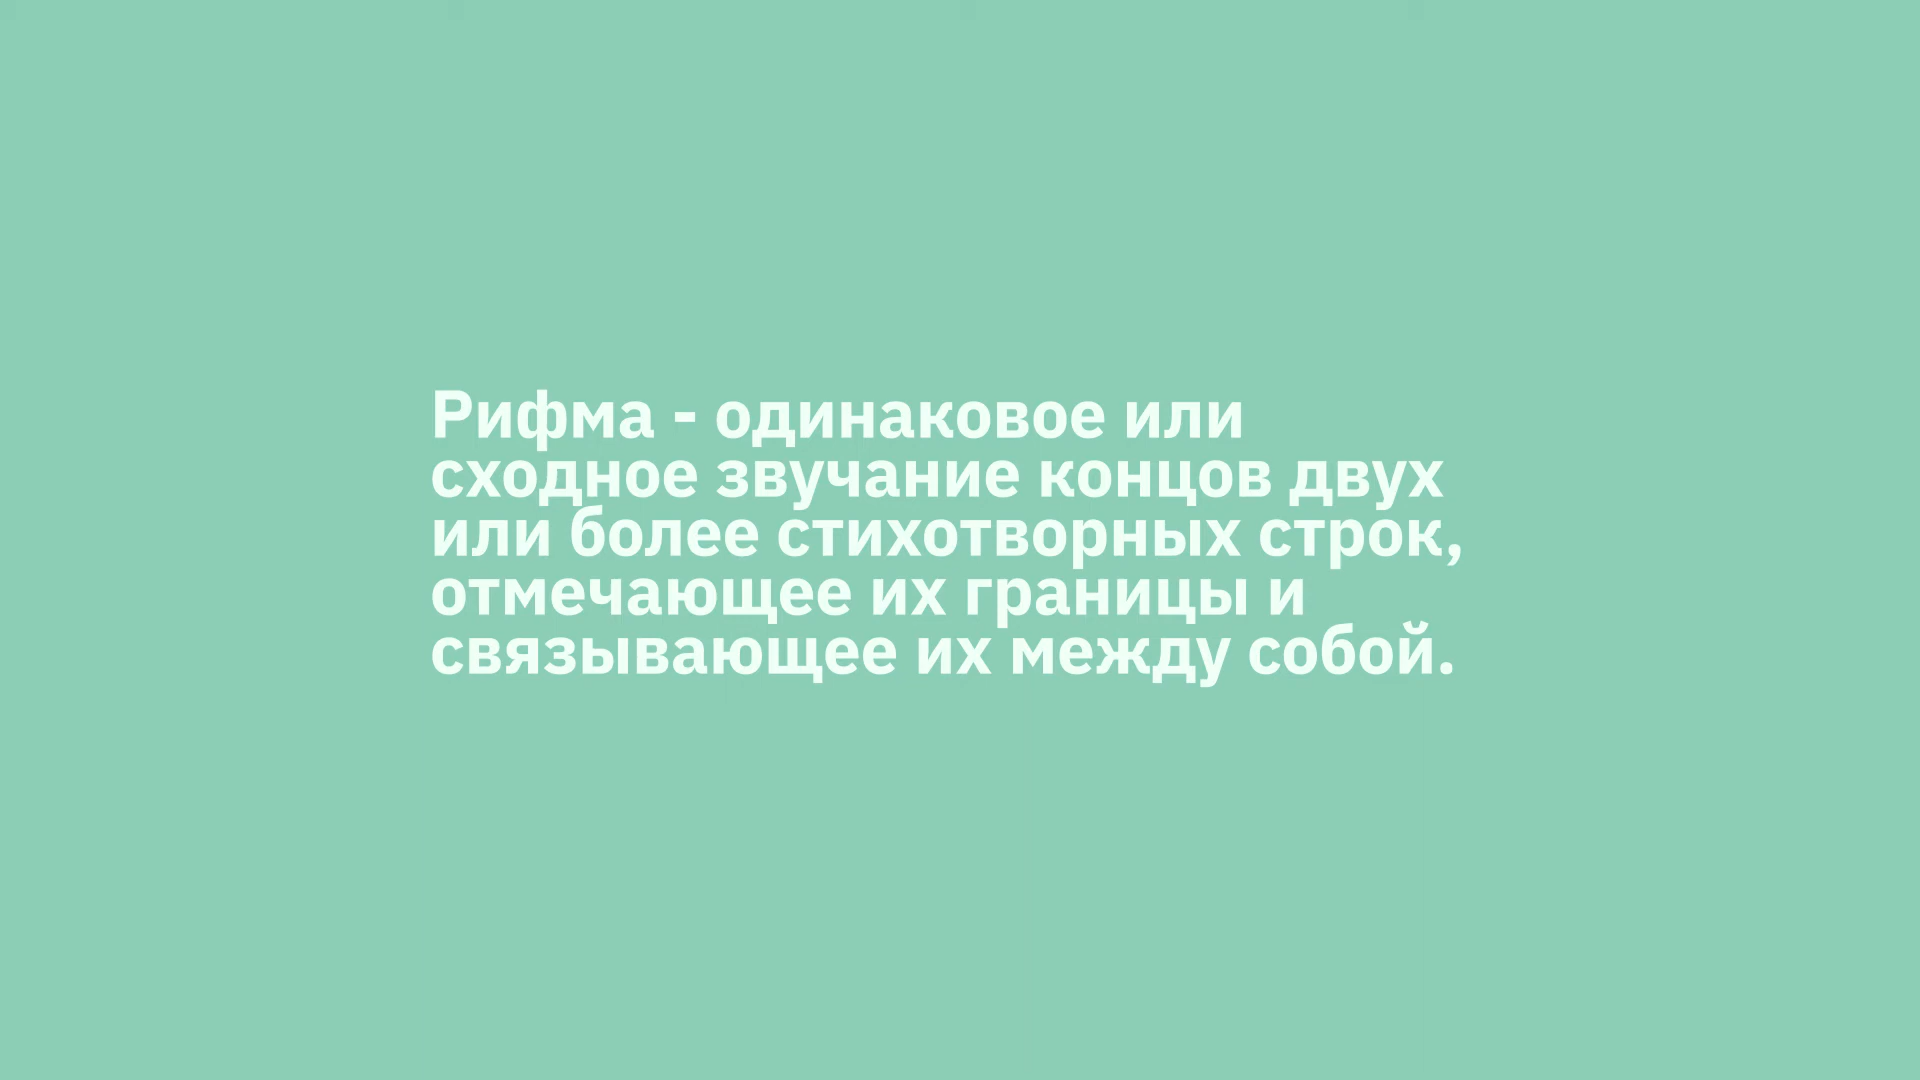 Рифма - одинаковое или
сходное звучание концов двух
или более стихотворных строк,
отмечающее их границы и
связывающее их между собой.